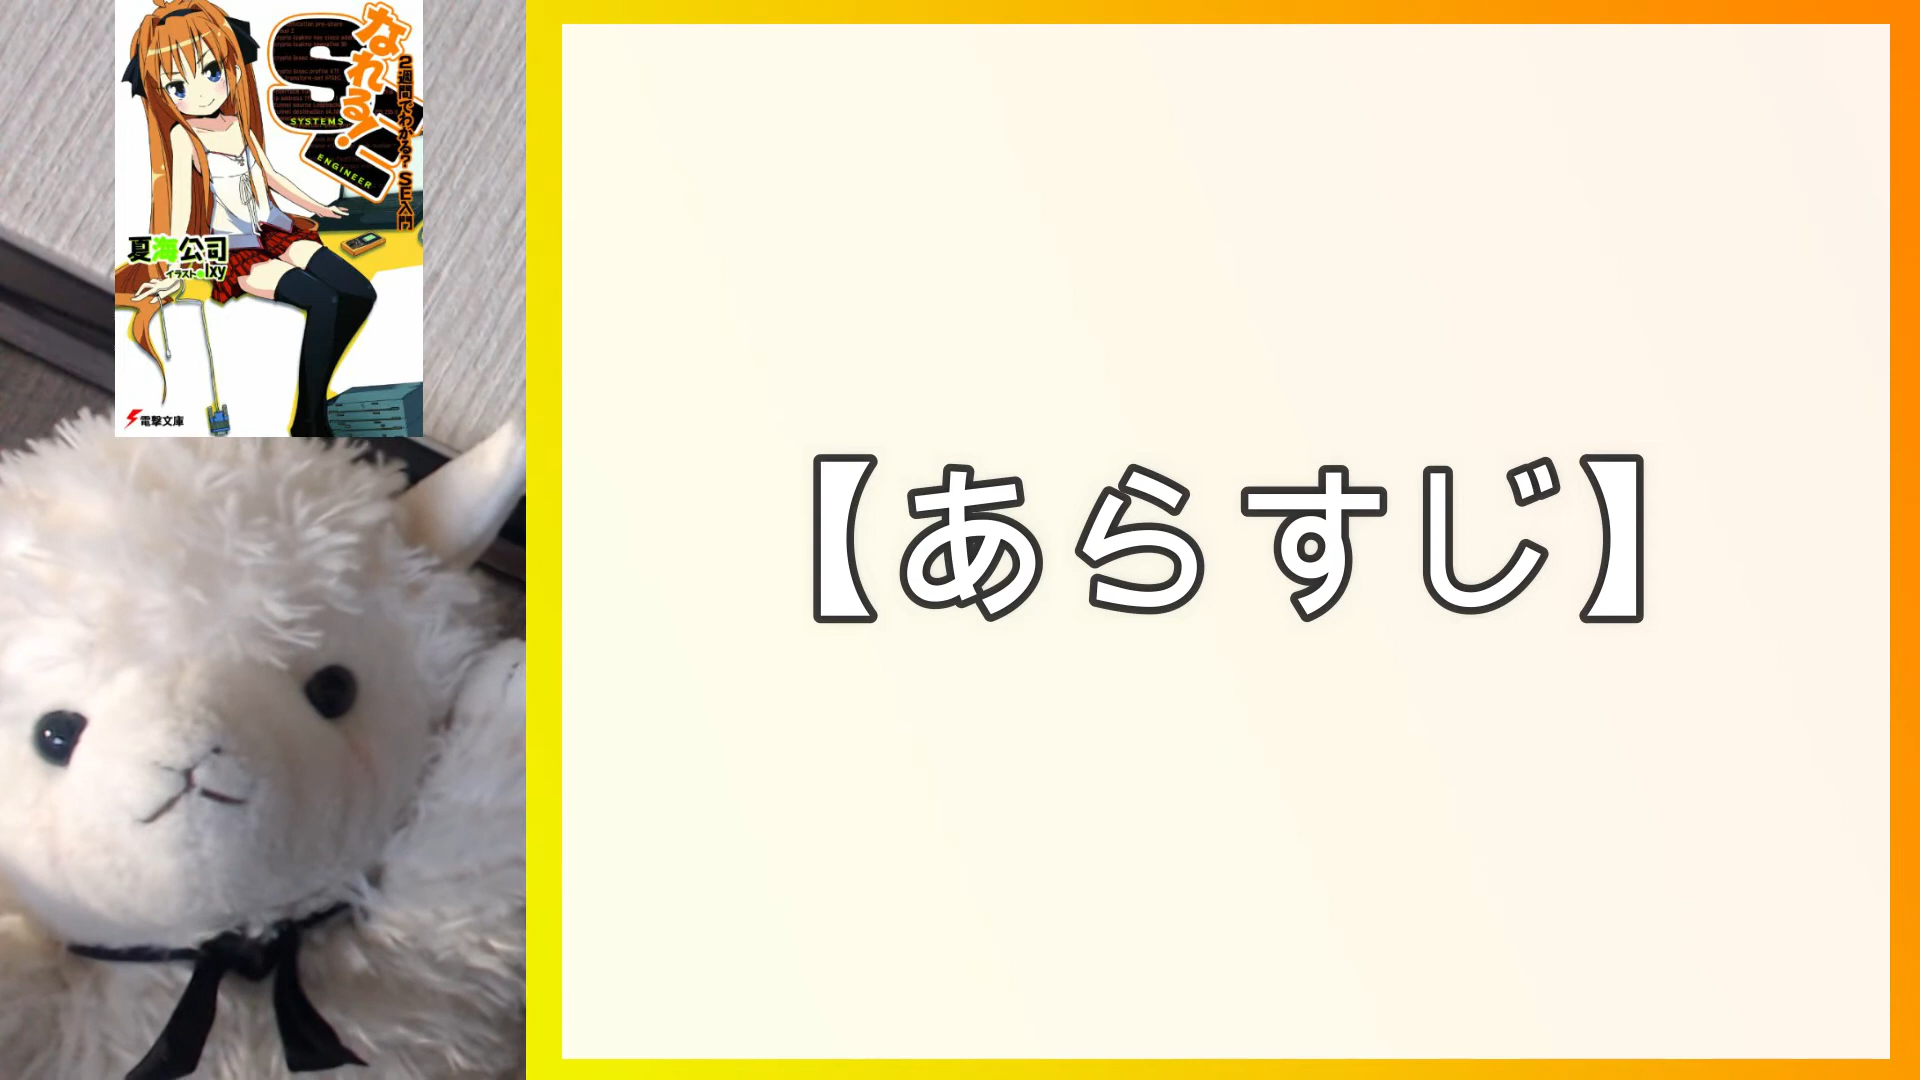 なれる!
SE
SYSTEMS
ENGINEER
2週間でわかる? SE入門
夏海公司
イラスト●Ixy
電撃文庫
【あらすじ】